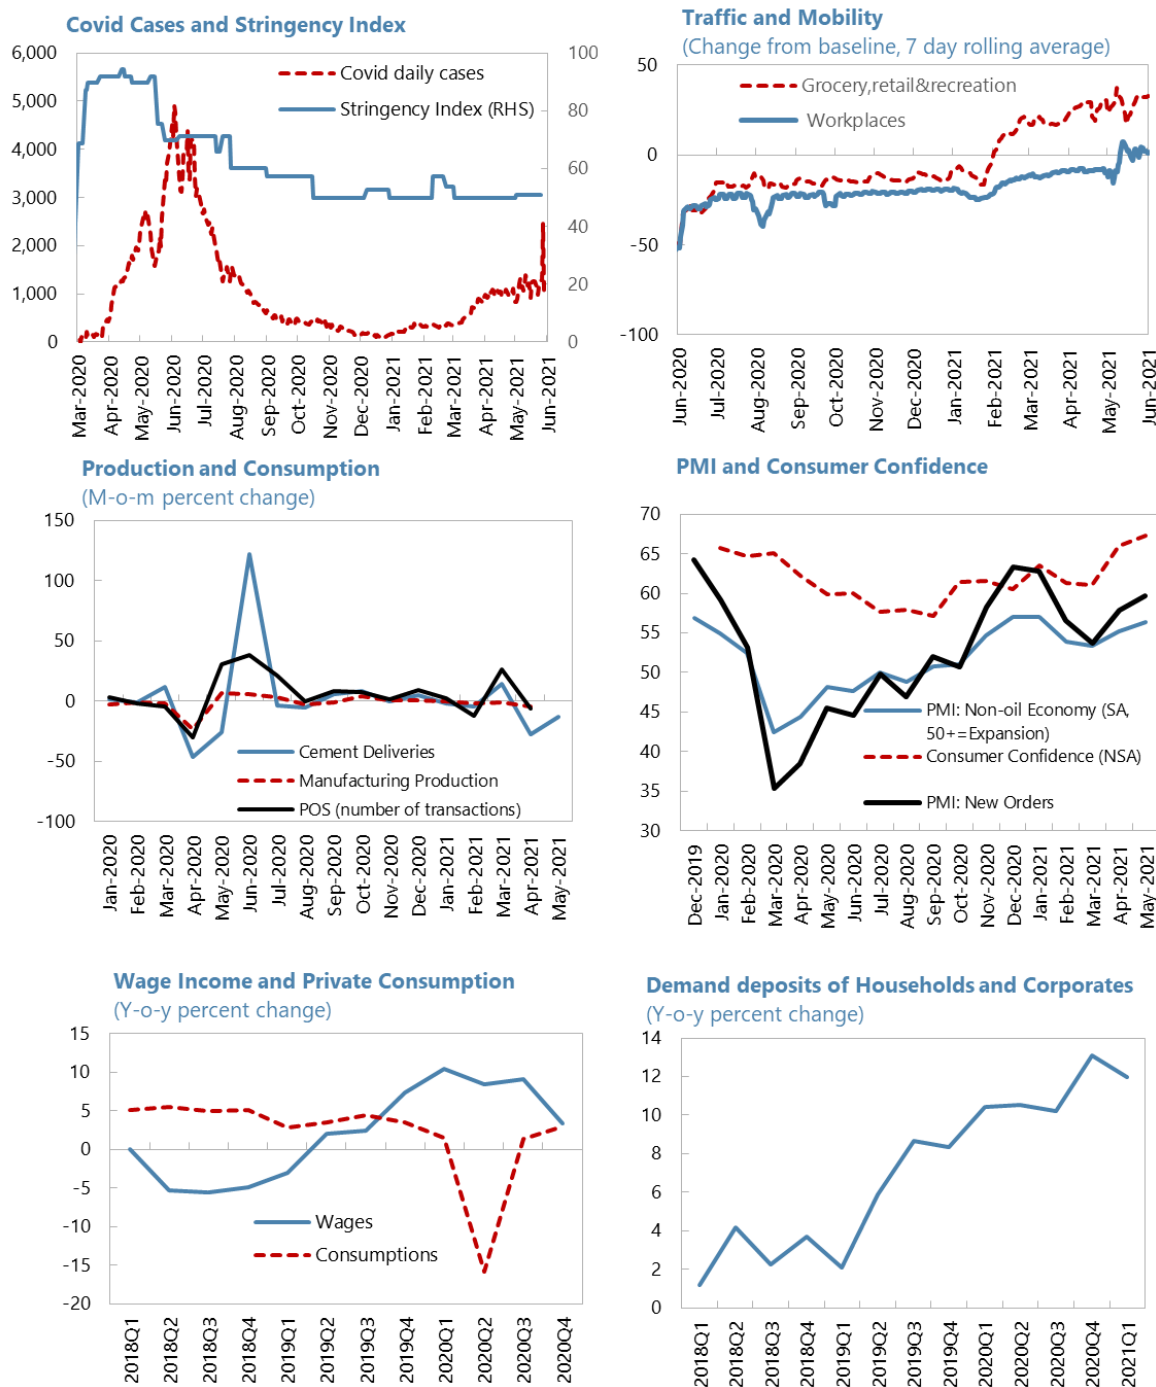 Covid Cases and Stringency Index
6,000
5,000
4,000
3,000
2,000
1,000
0
100
80
60
40
20
0
Covid daily cases
Stringency Index (RHS)
Mar-2020
Apr-2020
May-2020
Jun-2020
Jul-2020
Aug-2020
Sep-2020
Oct-2020
Nov-2020
Dec-2020
Jan-2021
Feb-2021
Mar-2021
Apr-2021
May-2021
Jun-2021
Traffic and Mobility
(Change from baseline, 7 day rolling average)
50
0
-50
-100
Grocery,retail&recreation
Workplaces
Jun-2020
Jul-2020
Aug-2020
Sep-2020
Oct-2020
Nov-2020
Dec-2020
Jan-2021
Feb-2021
Mar-2021
Apr-2021
May-2021
Jun-2021
Production and Consumption
(M-o-m percent change)
150
100
50
0
-50
-100
Cement Deliveries
Manufacturing Production
POS (number of transactions)
Jan-2020
Feb-2020
Mar-2020
Apr-2020
May-2020
Jun-2020
Jul-2020
Aug-2020
Sep-2020
Oct-2020
Nov-2020
Dec-2020
Jan-2021
Feb-2021
Mar-2021
Apr-2021
May-2021
PMI and Consumer Confidence
70
65
60
55
50
45
40
35
30
PMI: Non-oil Economy (SA,
50+=Expansion)
Consumer Confidence (NSA)
PMI: New Orders
Dec-2019
Jan-2020
Feb-2020
Mar-2020
Apr-2020
May-2020
Jun-2020
Jul-2020
Aug-2020
Sep-2020
Oct-2020
Nov-2020
Dec-2020
Jan-2021
Feb-2021
Mar-2021
Apr-2021
May-2021
Wage Income and Private Consumption
(Y-o-y percent change)
15
10
5
0
-5
-10
-15
-20
Wages
Consumptions
2018Q1
2018Q2
2018Q3
2018Q4
2019Q1
2019Q2
2019Q3
2019Q4
2020Q1
2020Q2
2020Q3
2020Q4
Demand deposits of Households and Corporates
(Y-o-y percent change)
14
12
10
8
6
4
2
0
2018Q1
2018Q2
2018Q3
2018Q4
2019Q1
2019Q2
2019Q3
2019Q4
2020Q1
2020Q2
2020Q3
2020Q4
2021Q1